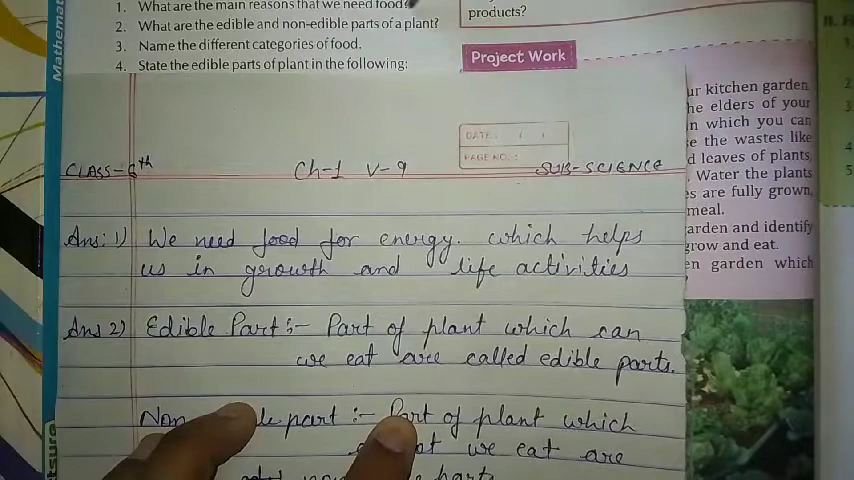 Mathemat
1. What are the main reasons that we need food
2. What are the edible and non-edible parts of a plant?
3. Name the different categories of food.
4. State the edible parts of plant in the following:
products?
Project Work
ur kitchen garden
he elders of your
n which you can
e the wastes like
d leaves of plants,
. Water the plants
es are fully grown,
meal.
arden and identify
grow and eat.
en garden which
DATE: / /
PAGE NO.:
CLASS-6th Ch-1 V-9 SUB-SCIENCE
Ans: 1) We need food for energy. which helps
us in growth and life activities
Ans 2) Edible Part:- Part of plant which can
we eat are called edible parts.
Non le part:- Part of plant which
ot we eat are